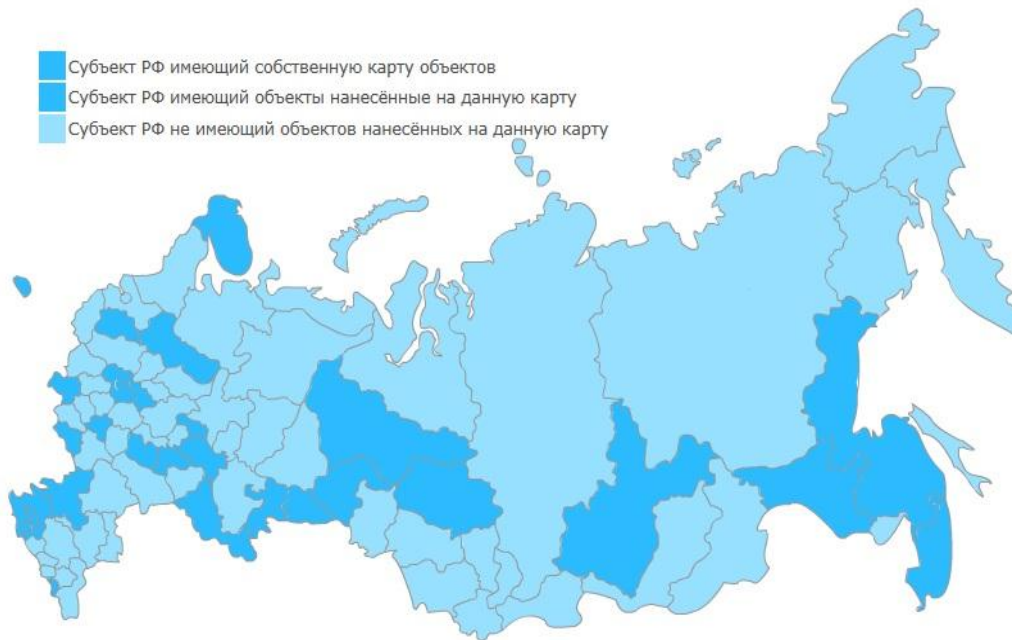 Субъект РФ имеющий собственную карту объектов
Субъект РФ имеющий объекты нанесённые на данную карту
Субъект РФ не имеющий объектов нанесённых на данную карту